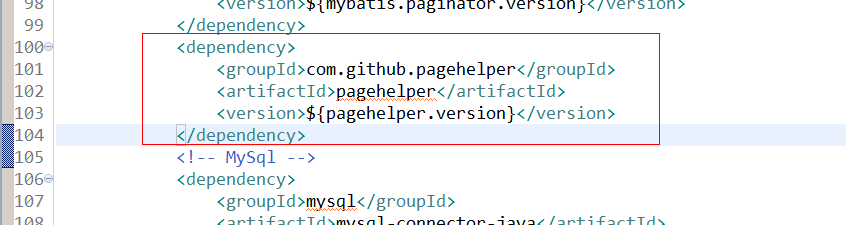 98 <version>${mybatis.paginator.version}</version>
99 </dependency>
100 <dependency>
101 <groupId>com.github.pagehelper</groupId>
102 <artifactId>pagehelper</artifactId>
103 <version>${pagehelper.version}</version>
104 </dependency>
105 <!-- MySql -->
106 <dependency>
107 <groupId>mysql</groupId>
108 <artifactId>mysql-connector-java</artifactId>